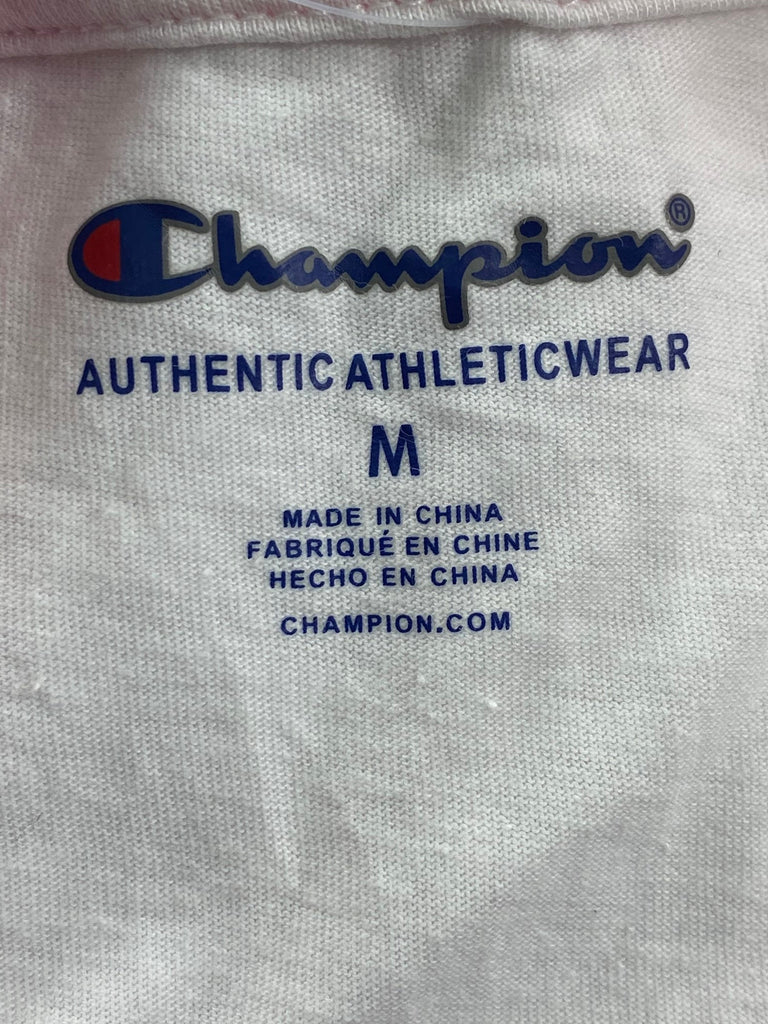 Champion®
AUTHENTIC ATHLETICWEAR
M
MADE IN CHINA
FABRIQUÉ EN CHINE
HECHO EN CHINA
CHAMPION.COM